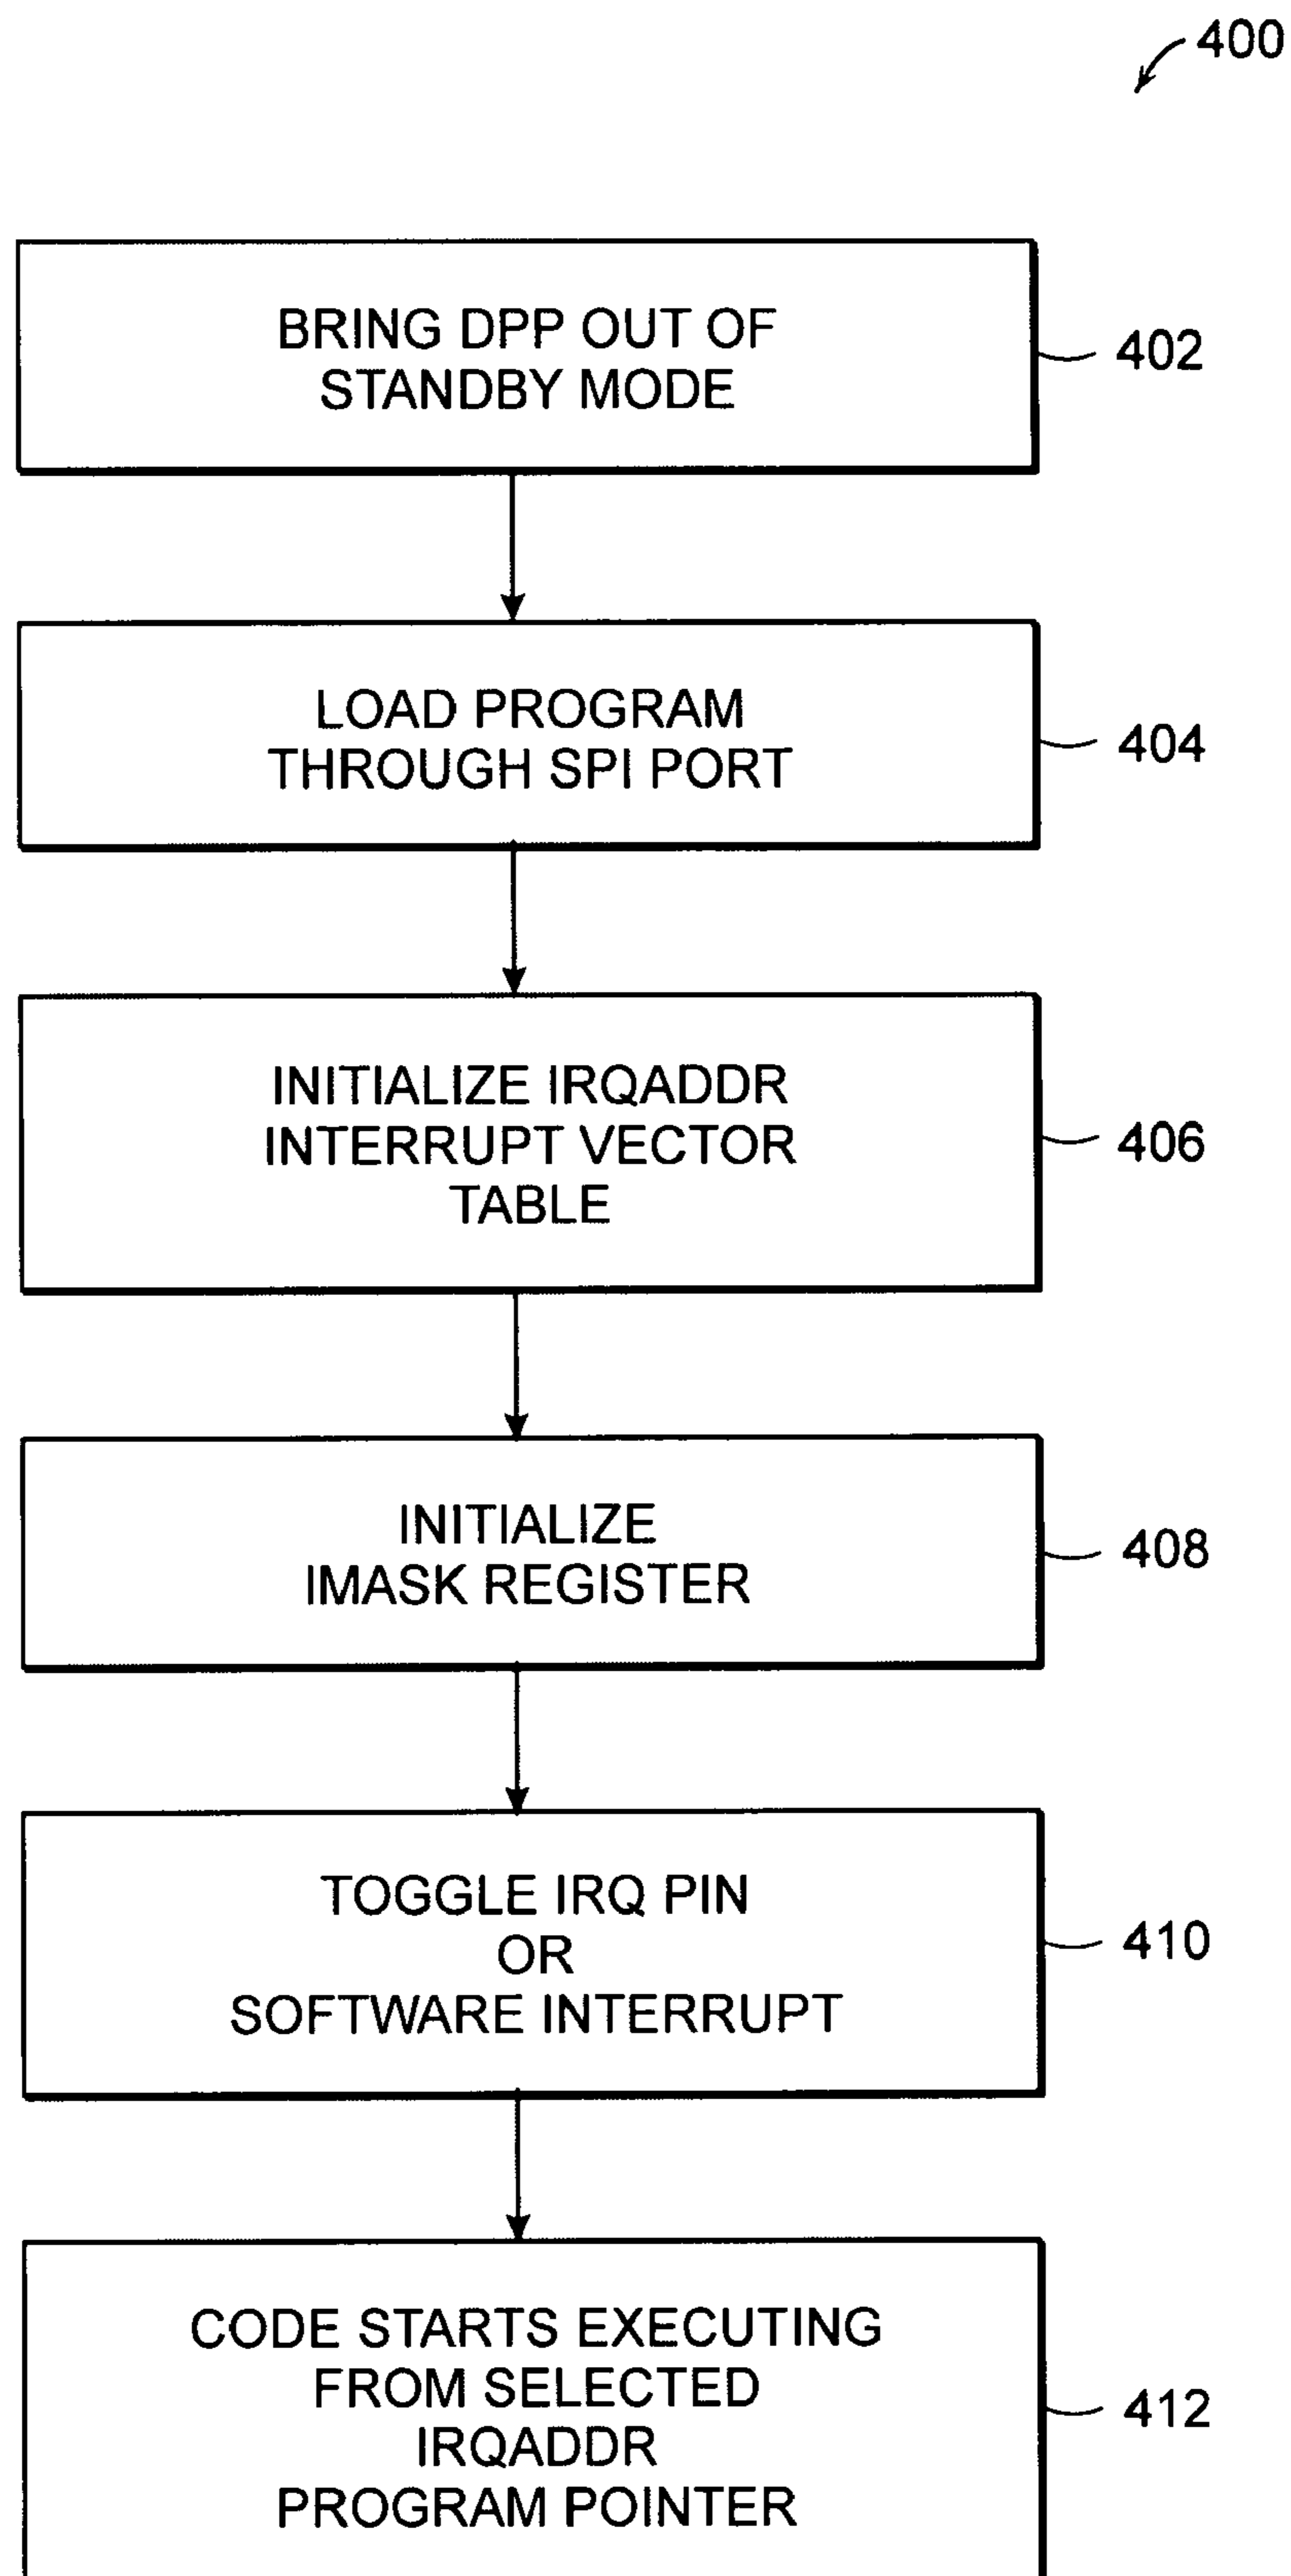 400
BRING DPP OUT OF
STANDBY MODE
402
LOAD PROGRAM
THROUGH SPI PORT
404
INITIALIZE IRQADDR
INTERRUPT VECTOR
TABLE
406
INITIALIZE
IMASK REGISTER
408
TOGGLE IRQ PIN
OR
SOFTWARE INTERRUPT
410
CODE STARTS EXECUTING
FROM SELECTED
IRQADDR
PROGRAM POINTER
412